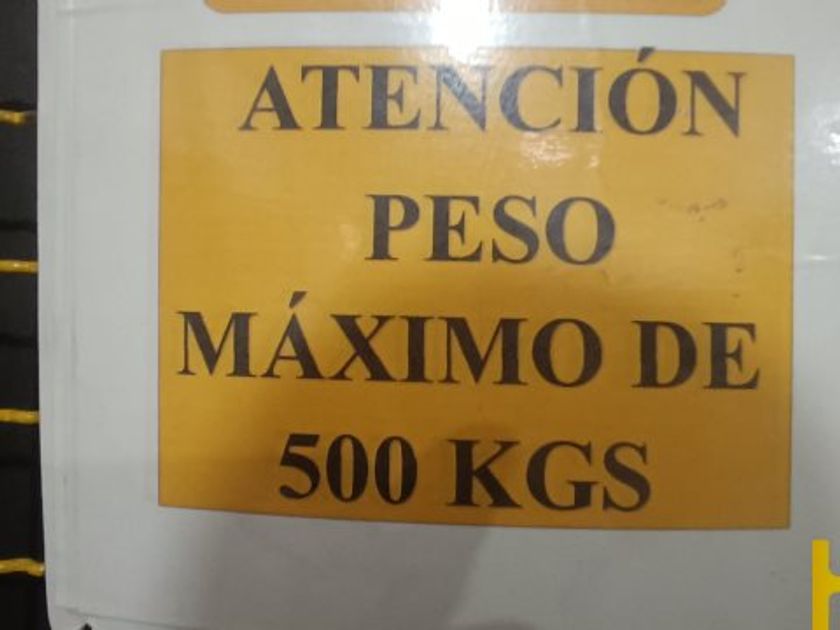 ATENCIÓN
PESO
MÁXIMO DE
500 KGS